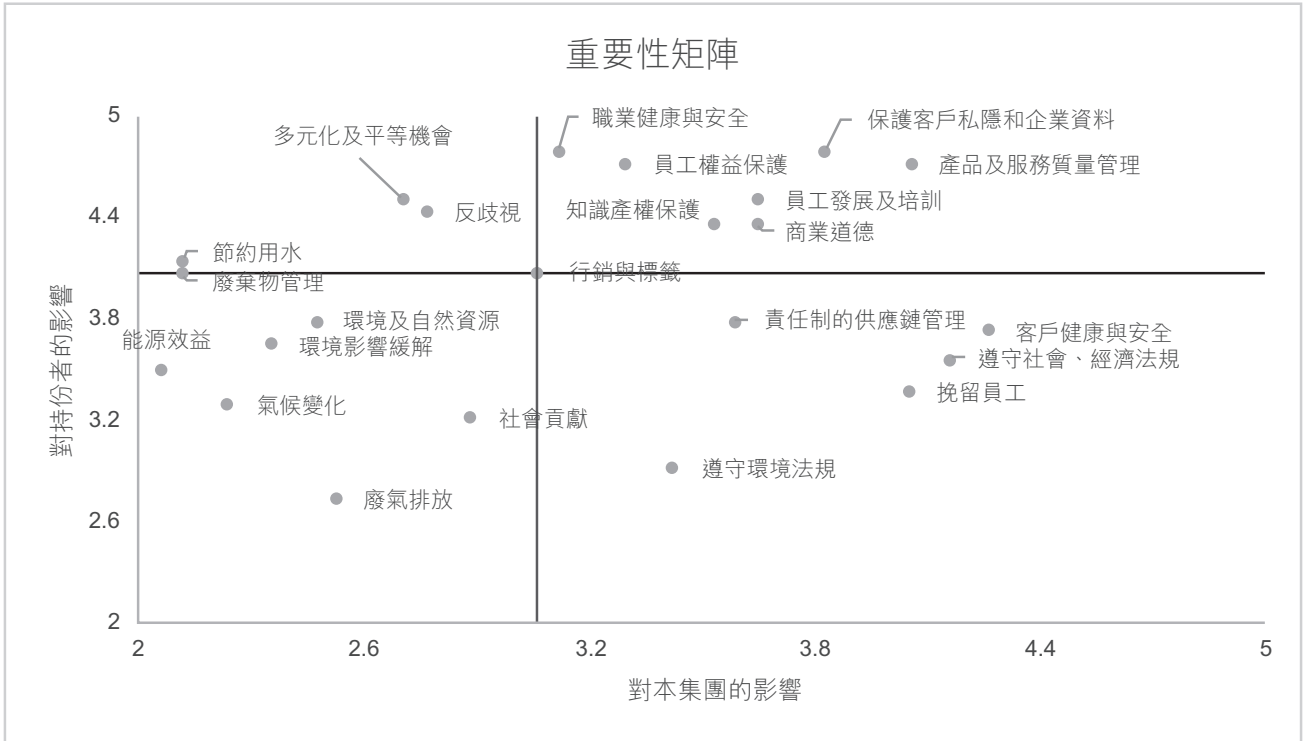 重要性矩陣
5
職業健康與安全
保護客戶私隱和企業資料
多元化及平等機會
員工權益保護
產品及服務質量管理
員工發展及培訓
知識產權保護
反歧視
4.4
商業道德
節約用水
行銷與標籤
廢棄物管理
3.8
環境及自然資源
責任制的供應鏈管理
客戶健康與安全
能源效益
環境影響緩解
遵守社會、經濟法規
對持份者的影響
挽留員工
氣候變化
3.2
社會貢獻
遵守環境法規
廢氣排放
2.6
2
2
2.6
3.2
3.8
4.4
5
對本集團的影響